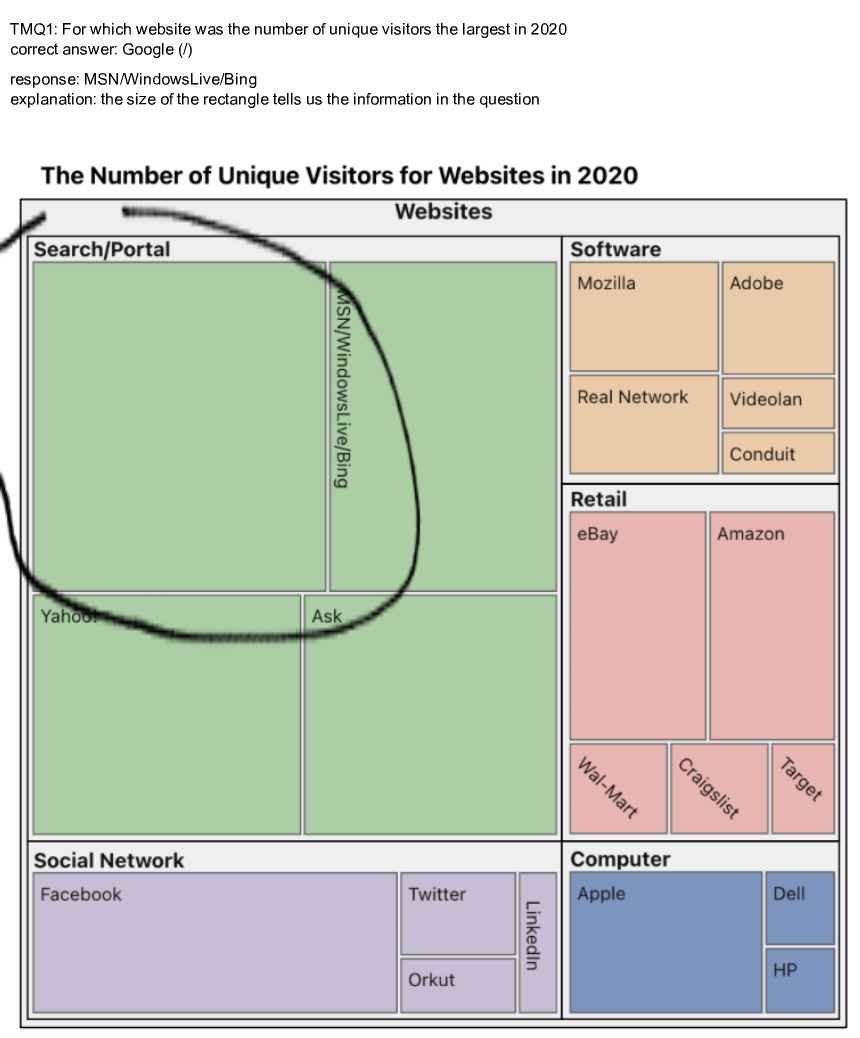 TMQ1: For which website was the number of unique visitors the largest in 2020
correct answer: Google (/)
response: MSN/WindowsLive/Bing
explanation: the size of the rectangle tells us the information in the question
The Number of Unique Visitors for Websites in 2020
Websites
Search/Portal
MSN/WindowsLive/Bing
Yahoo!
Ask
Software
Mozilla
Adobe
Real Network
Videolan
Conduit
Retail
eBay
Amazon
Wal-Mart
Craigslist
Target
Social Network
Facebook
Twitter
Orkut
LinkedIn
Computer
Apple
Dell
HP